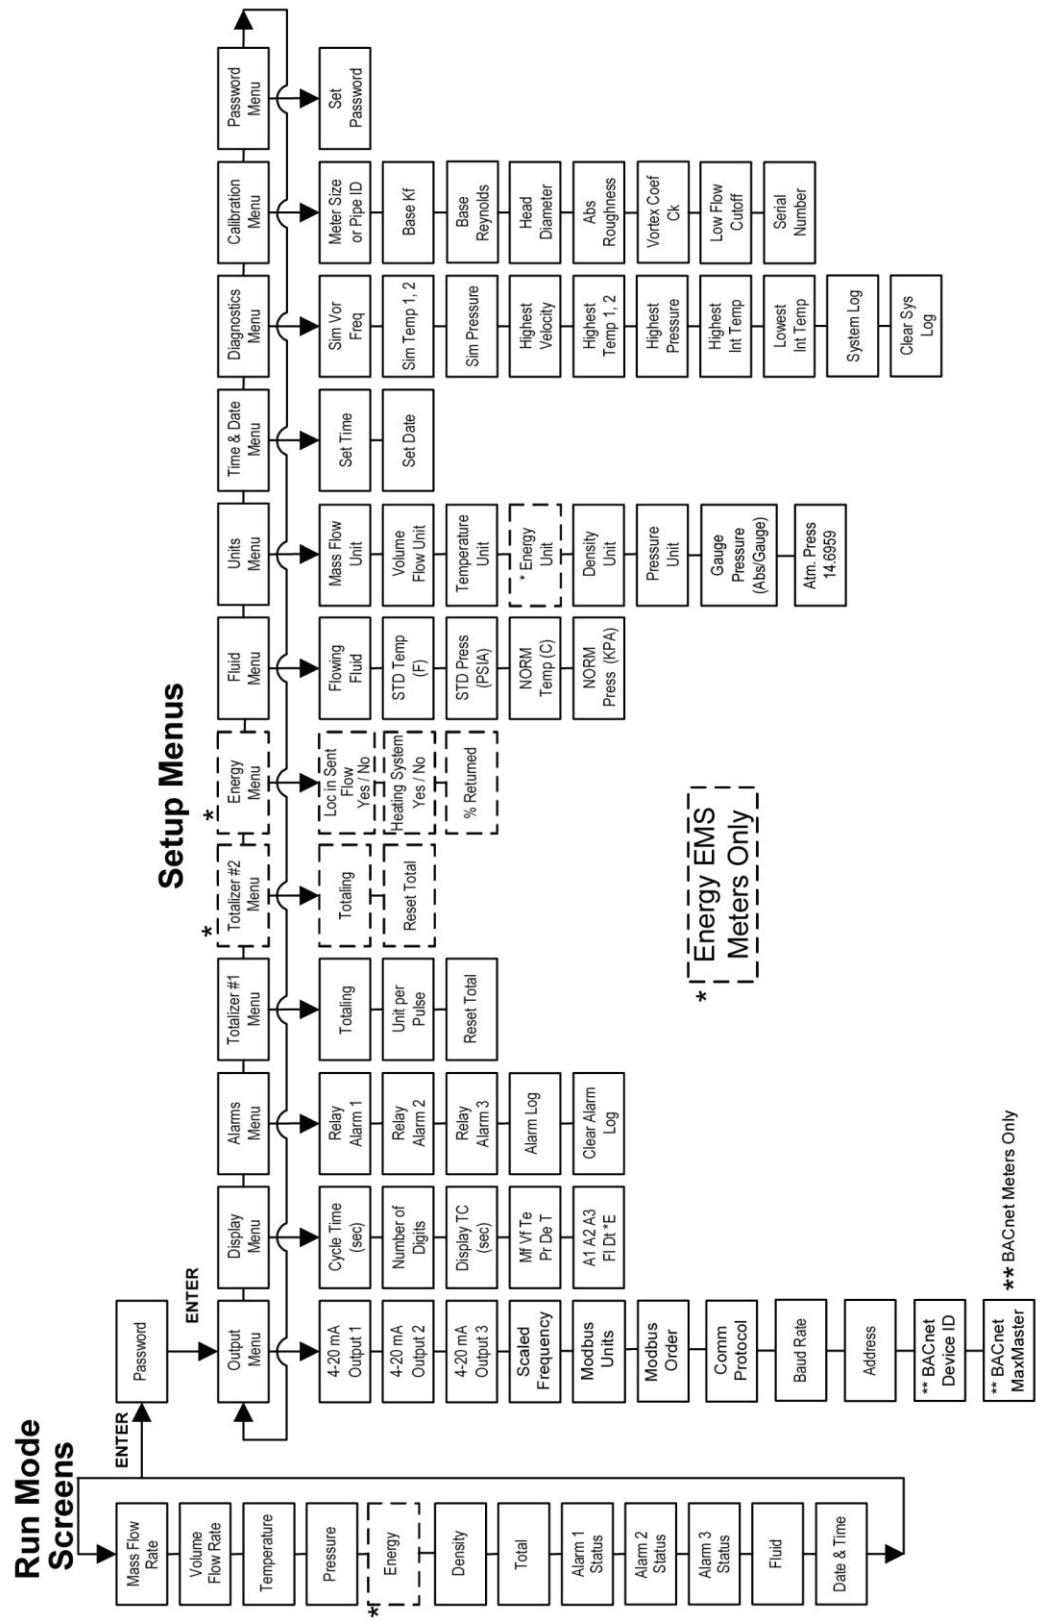 Run Mode
Screens
Mass Flow
Rate
Volume
Flow Rate
Temperature
Pressure
*
Energy
Density
Total
Alarm 1
Status
Alarm 2
Status
Alarm 3
Status
Fluid
Date & Time
ENTER
Password
ENTER
Setup Menus
Output
Menu
4-20 mA
Output 1
4-20 mA
Output 2
4-20 mA
Output 3
Scaled
Frequency
Modbus
Units
Modbus
Order
Comm
Protocol
Baud Rate
Address
** BACnet
Device ID
** BACnet
MaxMaster
** BACnet Meters Only
Display
Menu
Cycle Time
(sec)
Number of
Digits
Display TC
(sec)
Mf Vf Te
Pr De T
A1 A2 A3
Fl Dt *E
Alarms
Menu
Relay
Alarm 1
Relay
Alarm 2
Relay
Alarm 3
Alarm Log
Clear Alarm
Log
Totalizer #1
Menu
Totaling
Unit per
Pulse
Reset Total
*
Totalizer #2
Menu
Totaling
Reset Total
*
Energy
Menu
Loc in Sent
Flow
Yes / No
Heating System
Yes / No
% Returned
* Energy EMS
Meters Only
Fluid
Menu
Flowing
Fluid
STD Temp
(F)
STD Press
(PSIA)
NORM
Temp (C)
NORM
Press (KPA)
Units
Menu
Mass Flow
Unit
Volume
Flow Unit
Temperature
Unit
* Energy
Unit
Density
Unit
Pressure
Unit
Gauge
Pressure
(Abs/Gauge)
Atm. Press
14.6959
Time & Date
Menu
Set Time
Set Date
Diagnostics
Menu
Sim Vor
Freq
Sim Temp 1, 2
Sim Pressure
Highest
Velocity
Highest
Temp 1, 2
Highest
Pressure
Highest
Int Temp
Lowest
Int Temp
System Log
Clear Sys
Log
Calibration
Menu
Meter Size
or Pipe ID
Base Kf
Base
Reynolds
Head
Diameter
Abs
Roughness
Vortex Coef
Ck
Low Flow
Cutoff
Serial
Number
Password
Menu
Set
Password